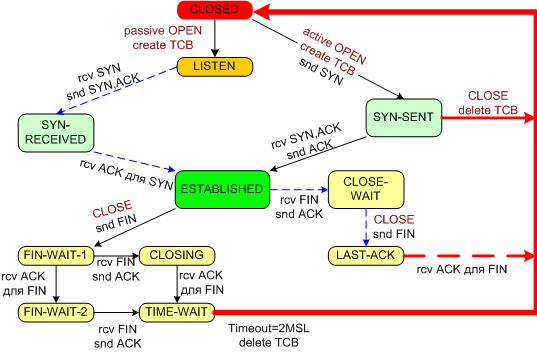 CLOSED
passive OPEN
create TCB
active OPEN
create TCB
snd SYN
LISTEN
rcv SYN
snd SYN,ACK
CLOSE
delete TCB
SYN-
RECEIVED
SYN-SENT
rcv SYN,ACK
snd ACK
rcv ACK для SYN
ESTABLISHED
rcv FIN
snd ACK
CLOSE-
WAIT
CLOSE
snd FIN
CLOSE
snd FIN
FIN-WAIT-1
rcv FIN
snd ACK
CLOSING
LAST-ACK
rcv ACK для FIN
rcv ACK
для FIN
rcv ACK
для FIN
FIN-WAIT-2
rcv FIN
snd ACK
TIME-WAIT
Timeout=2MSL
delete TCB